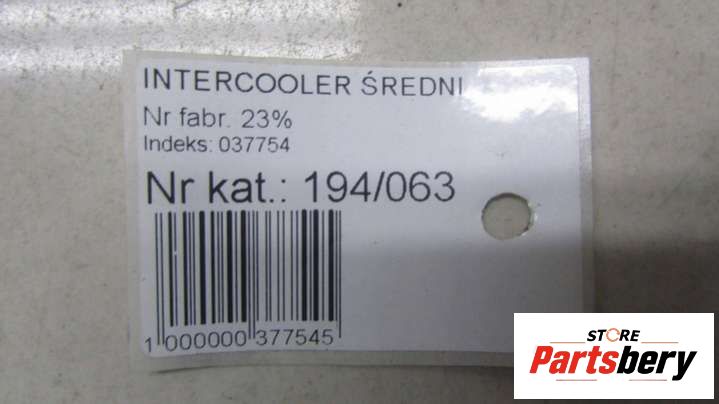 INTERCOOLER ŚREDNI
Nr fabr. 23%
Indeks: 037754
Nr kat.: 194/063
1 000000 377545
STORE
Partsbery